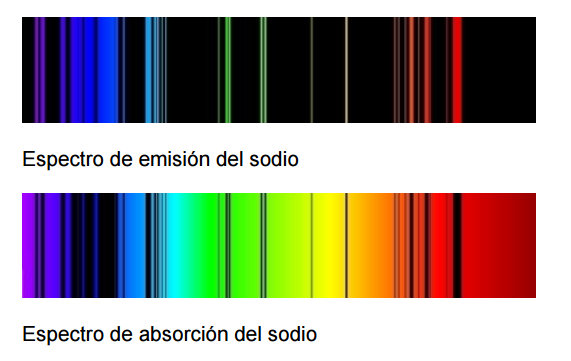 Espectro de emisión del sodio
Espectro de absorción del sodio